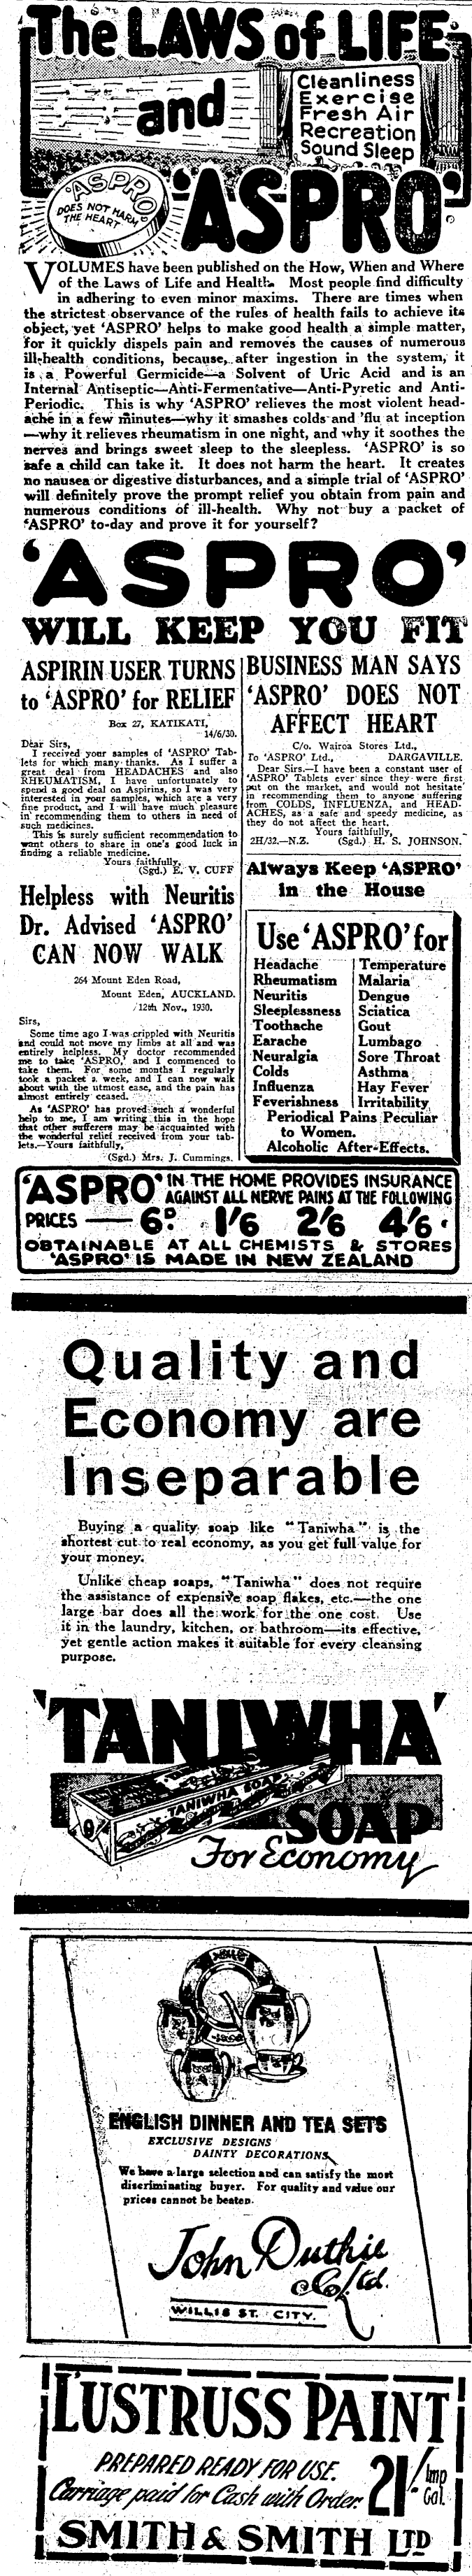 The LAWS of LIFE
and
Cleanliness
Exercise
Fresh Air
Recreation
Sound Sleep
'ASPRO'
DOES NOT HARM
THE HEART
'ASPRO'
VOLUMES have been published on the How, When and Where
of the Laws of Life and Health. Most people find difficulty
in adhering to even minor maxims. There are times when
the strictest observance of the rules of health fails to achieve its
object, yet 'ASPRO' helps to make good health a simple matter,
for it quickly dispels pain and removes the causes of numerous
ill-health conditions, because, after ingestion in the system, it
is a Powerful Germicide—a Solvent of Uric Acid and is an
Internal Antiseptic—Anti-Fermentative—Anti-Pyretic and Anti-
Periodic. This is why 'ASPRO' relieves the most violent head-
ache in a few minutes—why it smashes colds and 'flu at inception
—why it relieves rheumatism in one night, and why it soothes the
nerves and brings sweet sleep to the sleepless. 'ASPRO' is so
safe a child can take it. It does not harm the heart. It creates
no nausea or digestive disturbances, and a simple trial of 'ASPRO'
will definitely prove the prompt relief you obtain from pain and
numerous conditions of ill-health. Why not buy a packet of
'ASPRO' to-day and prove it for yourself?
'ASPRO'
WILL KEEP YOU FIT
ASPIRIN USER TURNS
to 'ASPRO' for RELIEF
Box 27, KATIKATI,
14/6/30.
Dear Sirs,
I received your samples of 'ASPRO' Tab-
lets for which many thanks. As I suffer a
great deal from HEADACHES and also
RHEUMATISM, I have unfortunately to
spend a good deal on Aspirins, so I was very
interested in your samples, which are a very
fine product, and I will have much pleasure
in recommending them to others in need of
such medicines.
This is surely sufficient recommendation to
want others to share in one's good luck in
finding a reliable medicine.
Yours faithfully,
(Sgd.) E. V. CUFF
Helpless with Neuritis
Dr. Advised 'ASPRO'
CAN NOW WALK
264 Mount Eden Road,
Mount Eden, AUCKLAND.
12th Nov., 1930.
Sirs,
Some time ago I was crippled with Neuritis
and could not move my limbs at all and was
entirely helpless. My doctor recommended
me to take 'ASPRO,' and I commenced to
take them. For some months I regularly
took a packet a week, and I can now walk
about with the utmost ease, and the pain has
almost entirely ceased.
As 'ASPRO' has proved such a wonderful
help to me, I am writing this in the hope
that other sufferers may be acquainted with
the wonderful relief received from your tab-
lets.—Yours faithfully,
(Sgd.) Mrs. J. Cummings.
BUSINESS MAN SAYS
'ASPRO' DOES NOT
AFFECT HEART
C/o. Wairoa Stores Ltd.,
To 'ASPRO' Ltd., DARGAVILLE.
Dear Sirs.—I have been a constant user of
'ASPRO' Tablets ever since they were first
put on the market, and would not hesitate
in recommending them to anyone suffering
from COLDS, INFLUENZA, and HEAD-
ACHES, as a safe and speedy medicine, as
they do not affect the heart.
Yours faithfully,
2H/32.—N.Z. (Sgd.) H. S. JOHNSON.
Always Keep 'ASPRO'
in the House
Use 'ASPRO' for
Headache
Rheumatism
Neuritis
Sleeplessness
Toothache
Earache
Neuralgia
Colds
Influenza
Feverishness
Temperature
Malaria
Dengue
Sciatica
Gout
Lumbago
Sore Throat
Asthma
Hay Fever
Irritability
Periodical Pains Peculiar
to Women.
Alcoholic After-Effects.
'ASPRO' IN THE HOME PROVIDES INSURANCE
AGAINST ALL NERVE PAINS AT THE FOLLOWING
PRICES — 6D. 1/6 2/6 4/6
OBTAINABLE AT ALL CHEMISTS & STORES
'ASPRO' IS MADE IN NEW ZEALAND
Quality and
Economy are
Inseparable
Buying a quality soap like "Taniwha" is the
shortest cut to real economy, as you get full value for
your money.
Unlike cheap soaps, "Taniwha" does not require
the assistance of expensive soap flakes, etc.—the one
large bar does all the work for the one cost. Use
it in the laundry, kitchen, or bathroom—its effective,
yet gentle action makes it suitable for every cleansing
purpose.
'TANIWHA'
TANIWHA SOAP
SOAP
For Economy
ENGLISH DINNER AND TEA SETS
EXCLUSIVE DESIGNS
DAINTY DECORATIONS
We have a large selection and can satisfy the most
discriminating buyer. For quality and value our
prices cannot be beaten.
John Duthie
& Co. Ltd.
WILLIS ST. CITY.
LUSTRUSS PAINT
PREPARED READY FOR USE.
Carriage paid for Cash with Order.
21/- Imp Gal.
SMITH & SMITH LTD